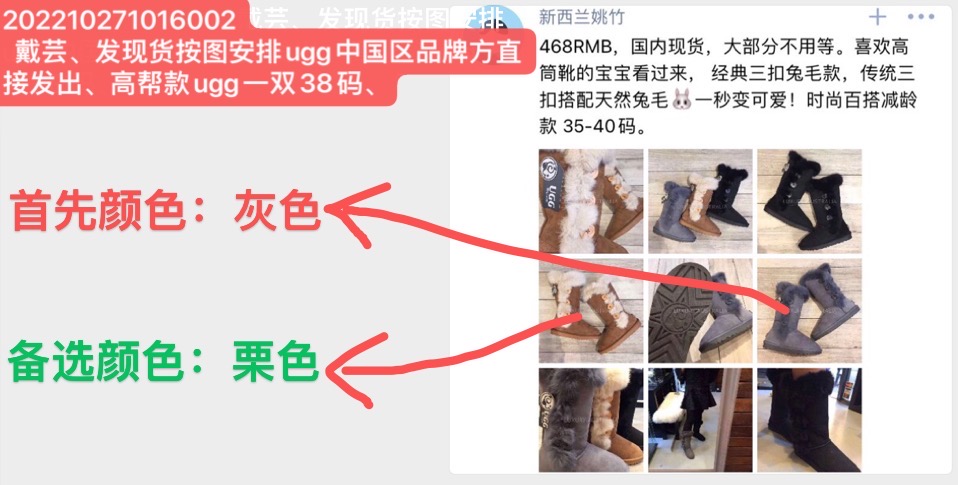 202210271016002
戴芸、发现货按图安排
戴芸、发现货按图安排ugg中国区品牌方直
接发出、高帮款ugg一双38码、
新西兰姚竹
468RMB，国内现货，大部分不用等。喜欢高
筒靴的宝宝看过来， 经典三扣兔毛款，传统三
扣搭配天然兔毛🐰一秒变可爱！时尚百搭减龄
款 35-40码。
首先颜色：灰色
备选颜色：栗色
UGG
UGG